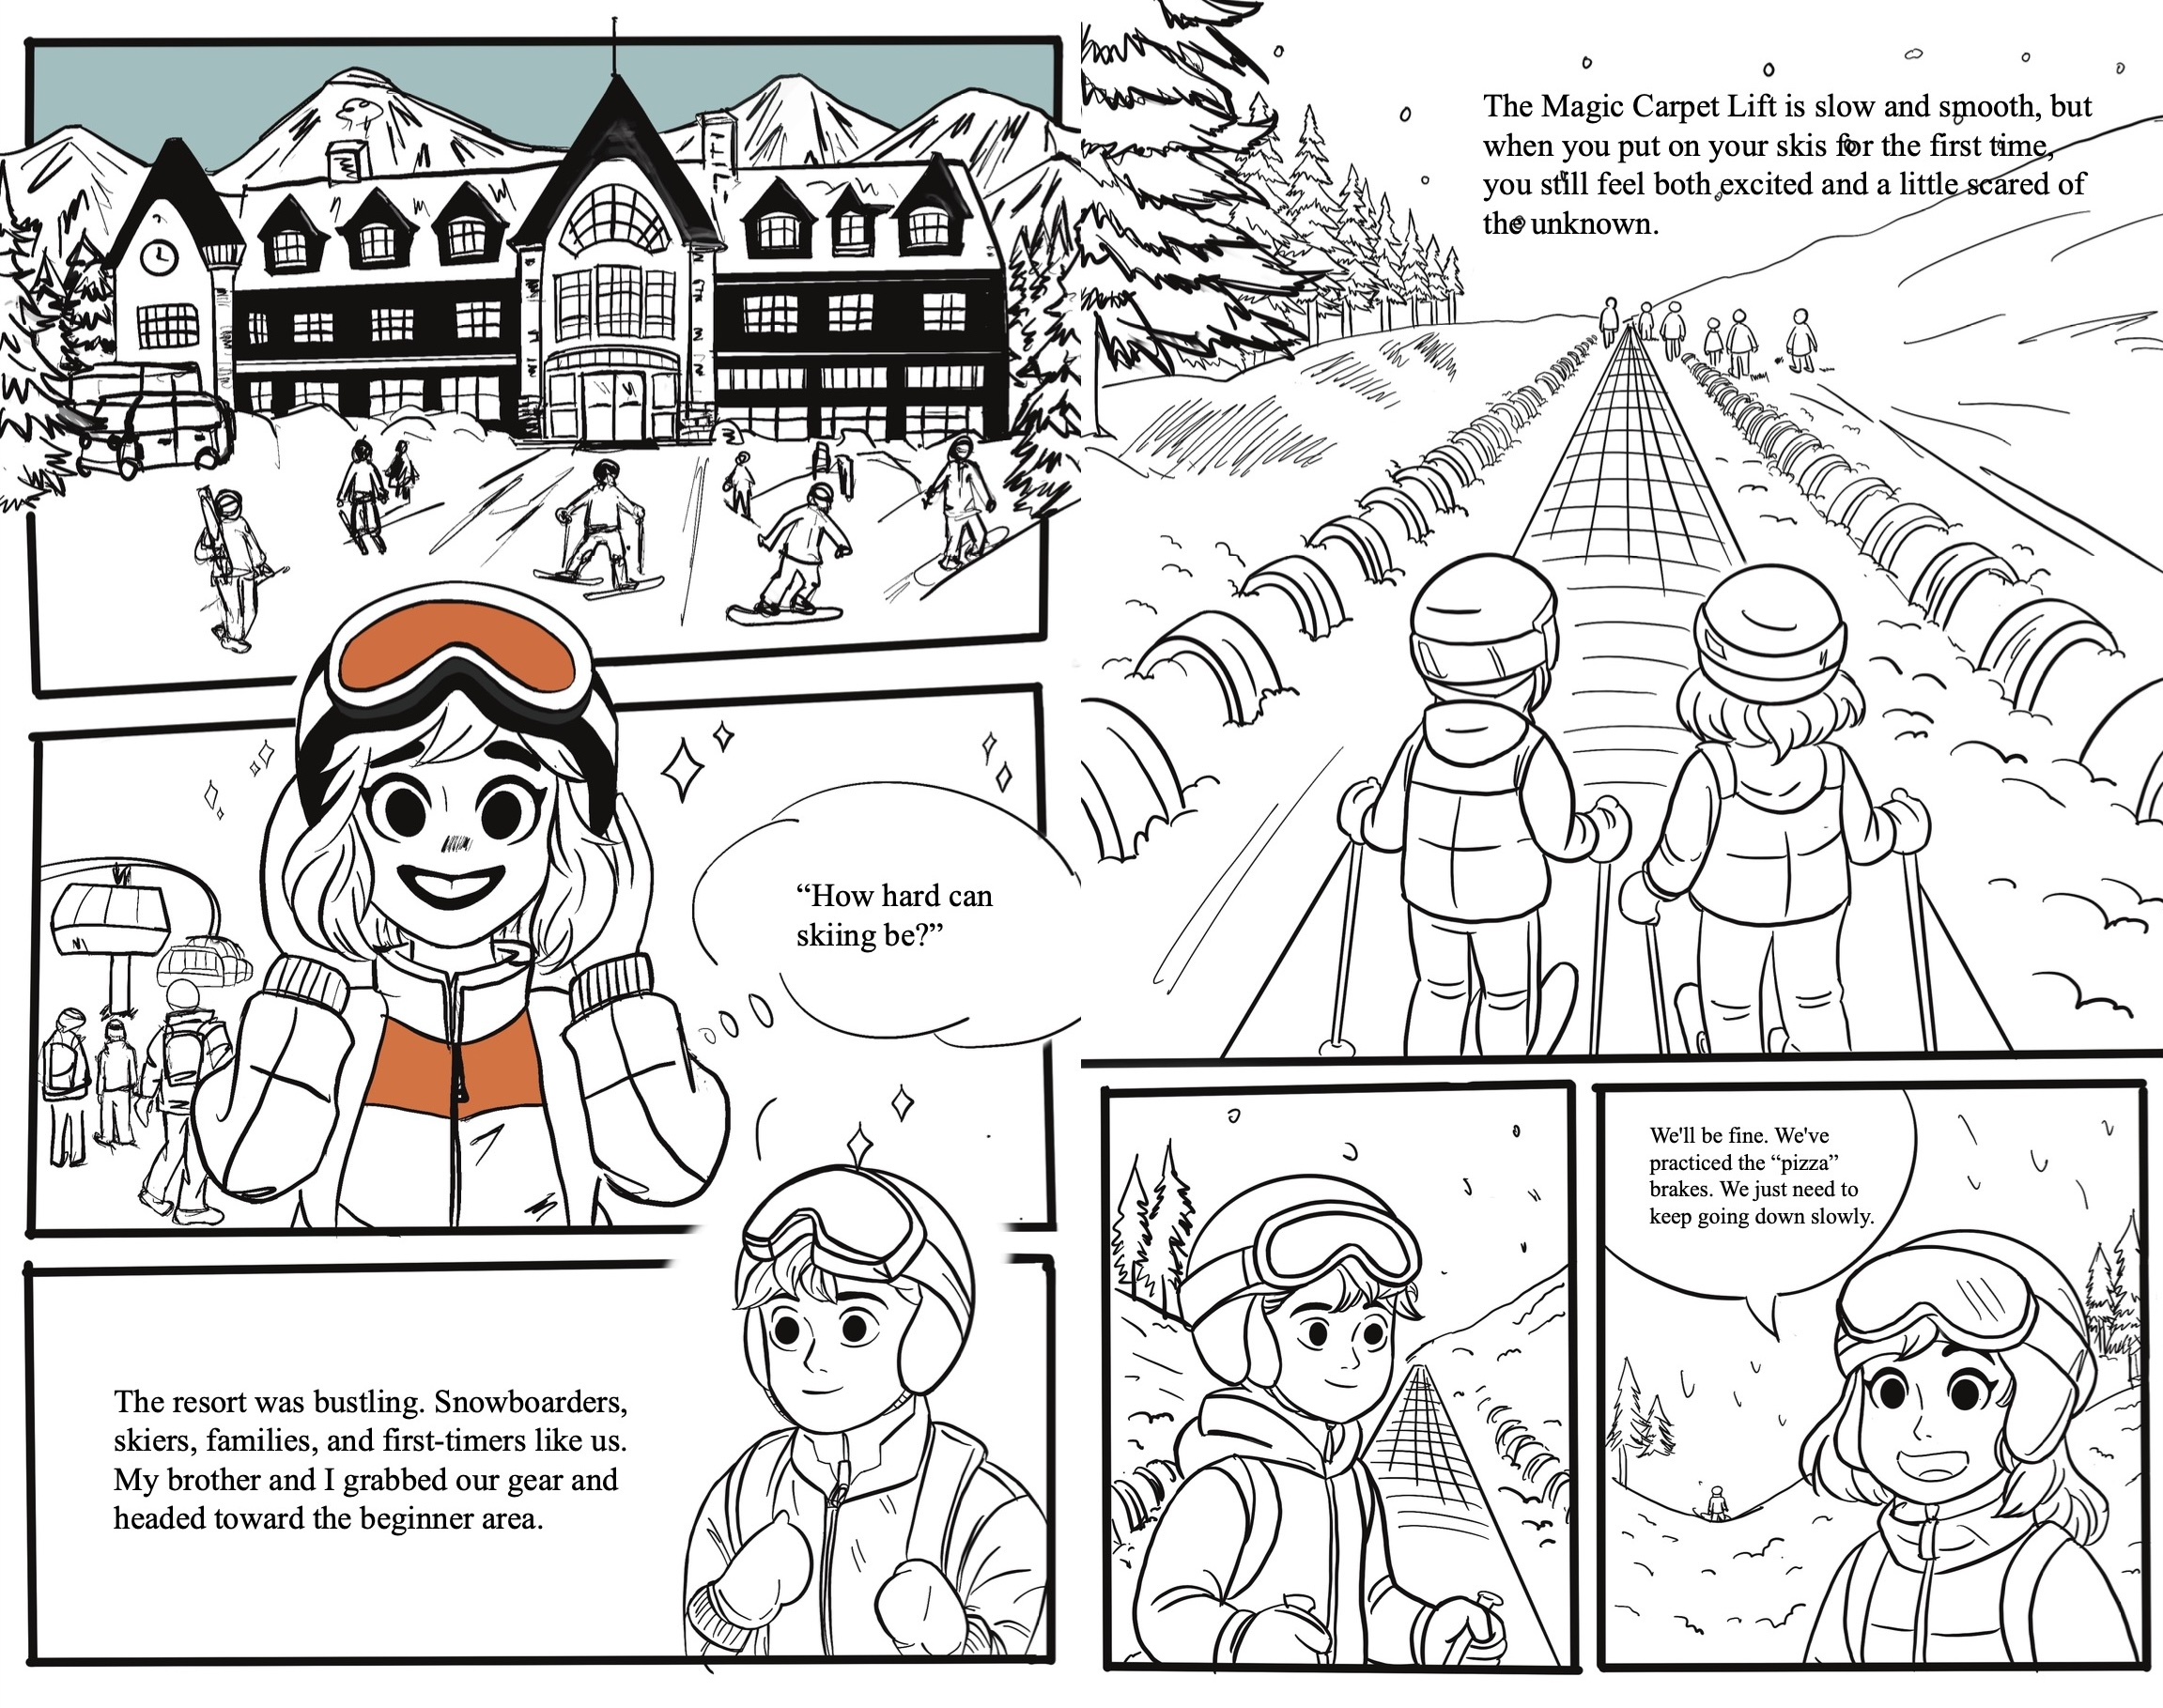 “How hard can
skiing be?”
The resort was bustling. Snowboarders,
skiers, families, and first-timers like us.
My brother and I grabbed our gear and
headed toward the beginner area.
The Magic Carpet Lift is slow and smooth, but
when you put on your skis for the first time,
you still feel both excited and a little scared of
the unknown.
We'll be fine. We've
practiced the “pizza”
brakes. We just need to
keep going down slowly.